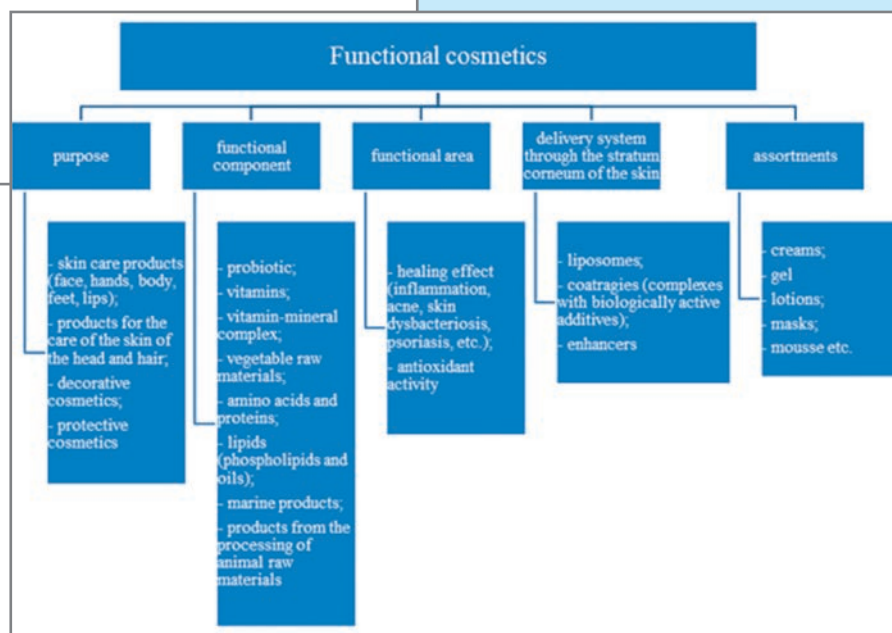 Functional cosmetics
purpose
functional
component
functional area
delivery system
through the stratum
corneum of the skin
assortments
- skin care products
(face, hands, body,
feet, lips);
- products for the
care of the skin of
the head and hair;
- decorative
cosmetics;
- protective
cosmetics
- probiotic;
- vitamins;
- vitamin-mineral
complex;
- vegetable raw
materials;
- amino acids and
proteins;
- lipids
(phospholipids and
oils);
- marine products;
- products from the
processing of
animal raw
materials
- healing effect
(inflammation,
acne, skin
dysbacteriosis,
psoriasis, etc.);
- antioxidant
activity
- liposomes;
- coatragies (complexes
with biologically active
additives);
- enhancers
- creams;
- gel
- lotions;
- masks;
- mousse etc.